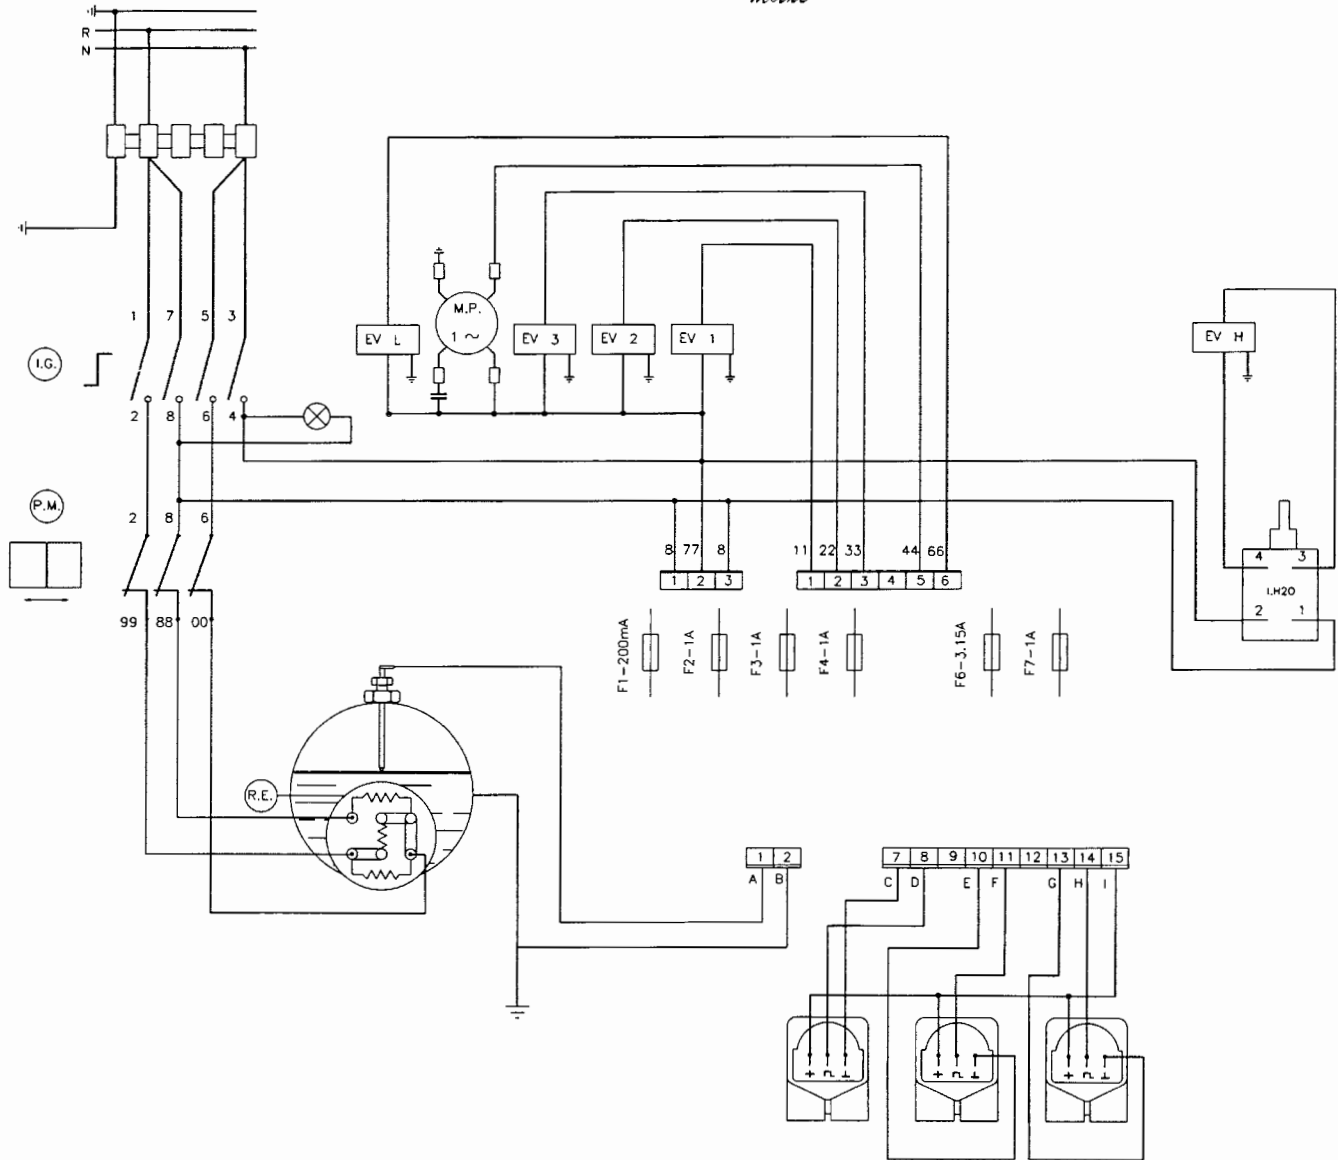 R
N
1 7 5 3
I.G.
2 8 6 4
M.P.
1 ~
EV L
EV 3
EV 2
EV 1
EV H
P.M.
2 8 6
99 88 00
8 77 8
1 2 3
11 22 33 44 66
1 2 3 4 5 6
4 3
I.H20
2 1
F1-200mA
F2-1A
F3-1A
F4-1A
F6-3.15A
F7-1A
R.E.
1 2
A B
7 8 9 10 11 12 13 14 15
C D E F G H I
+
+
+